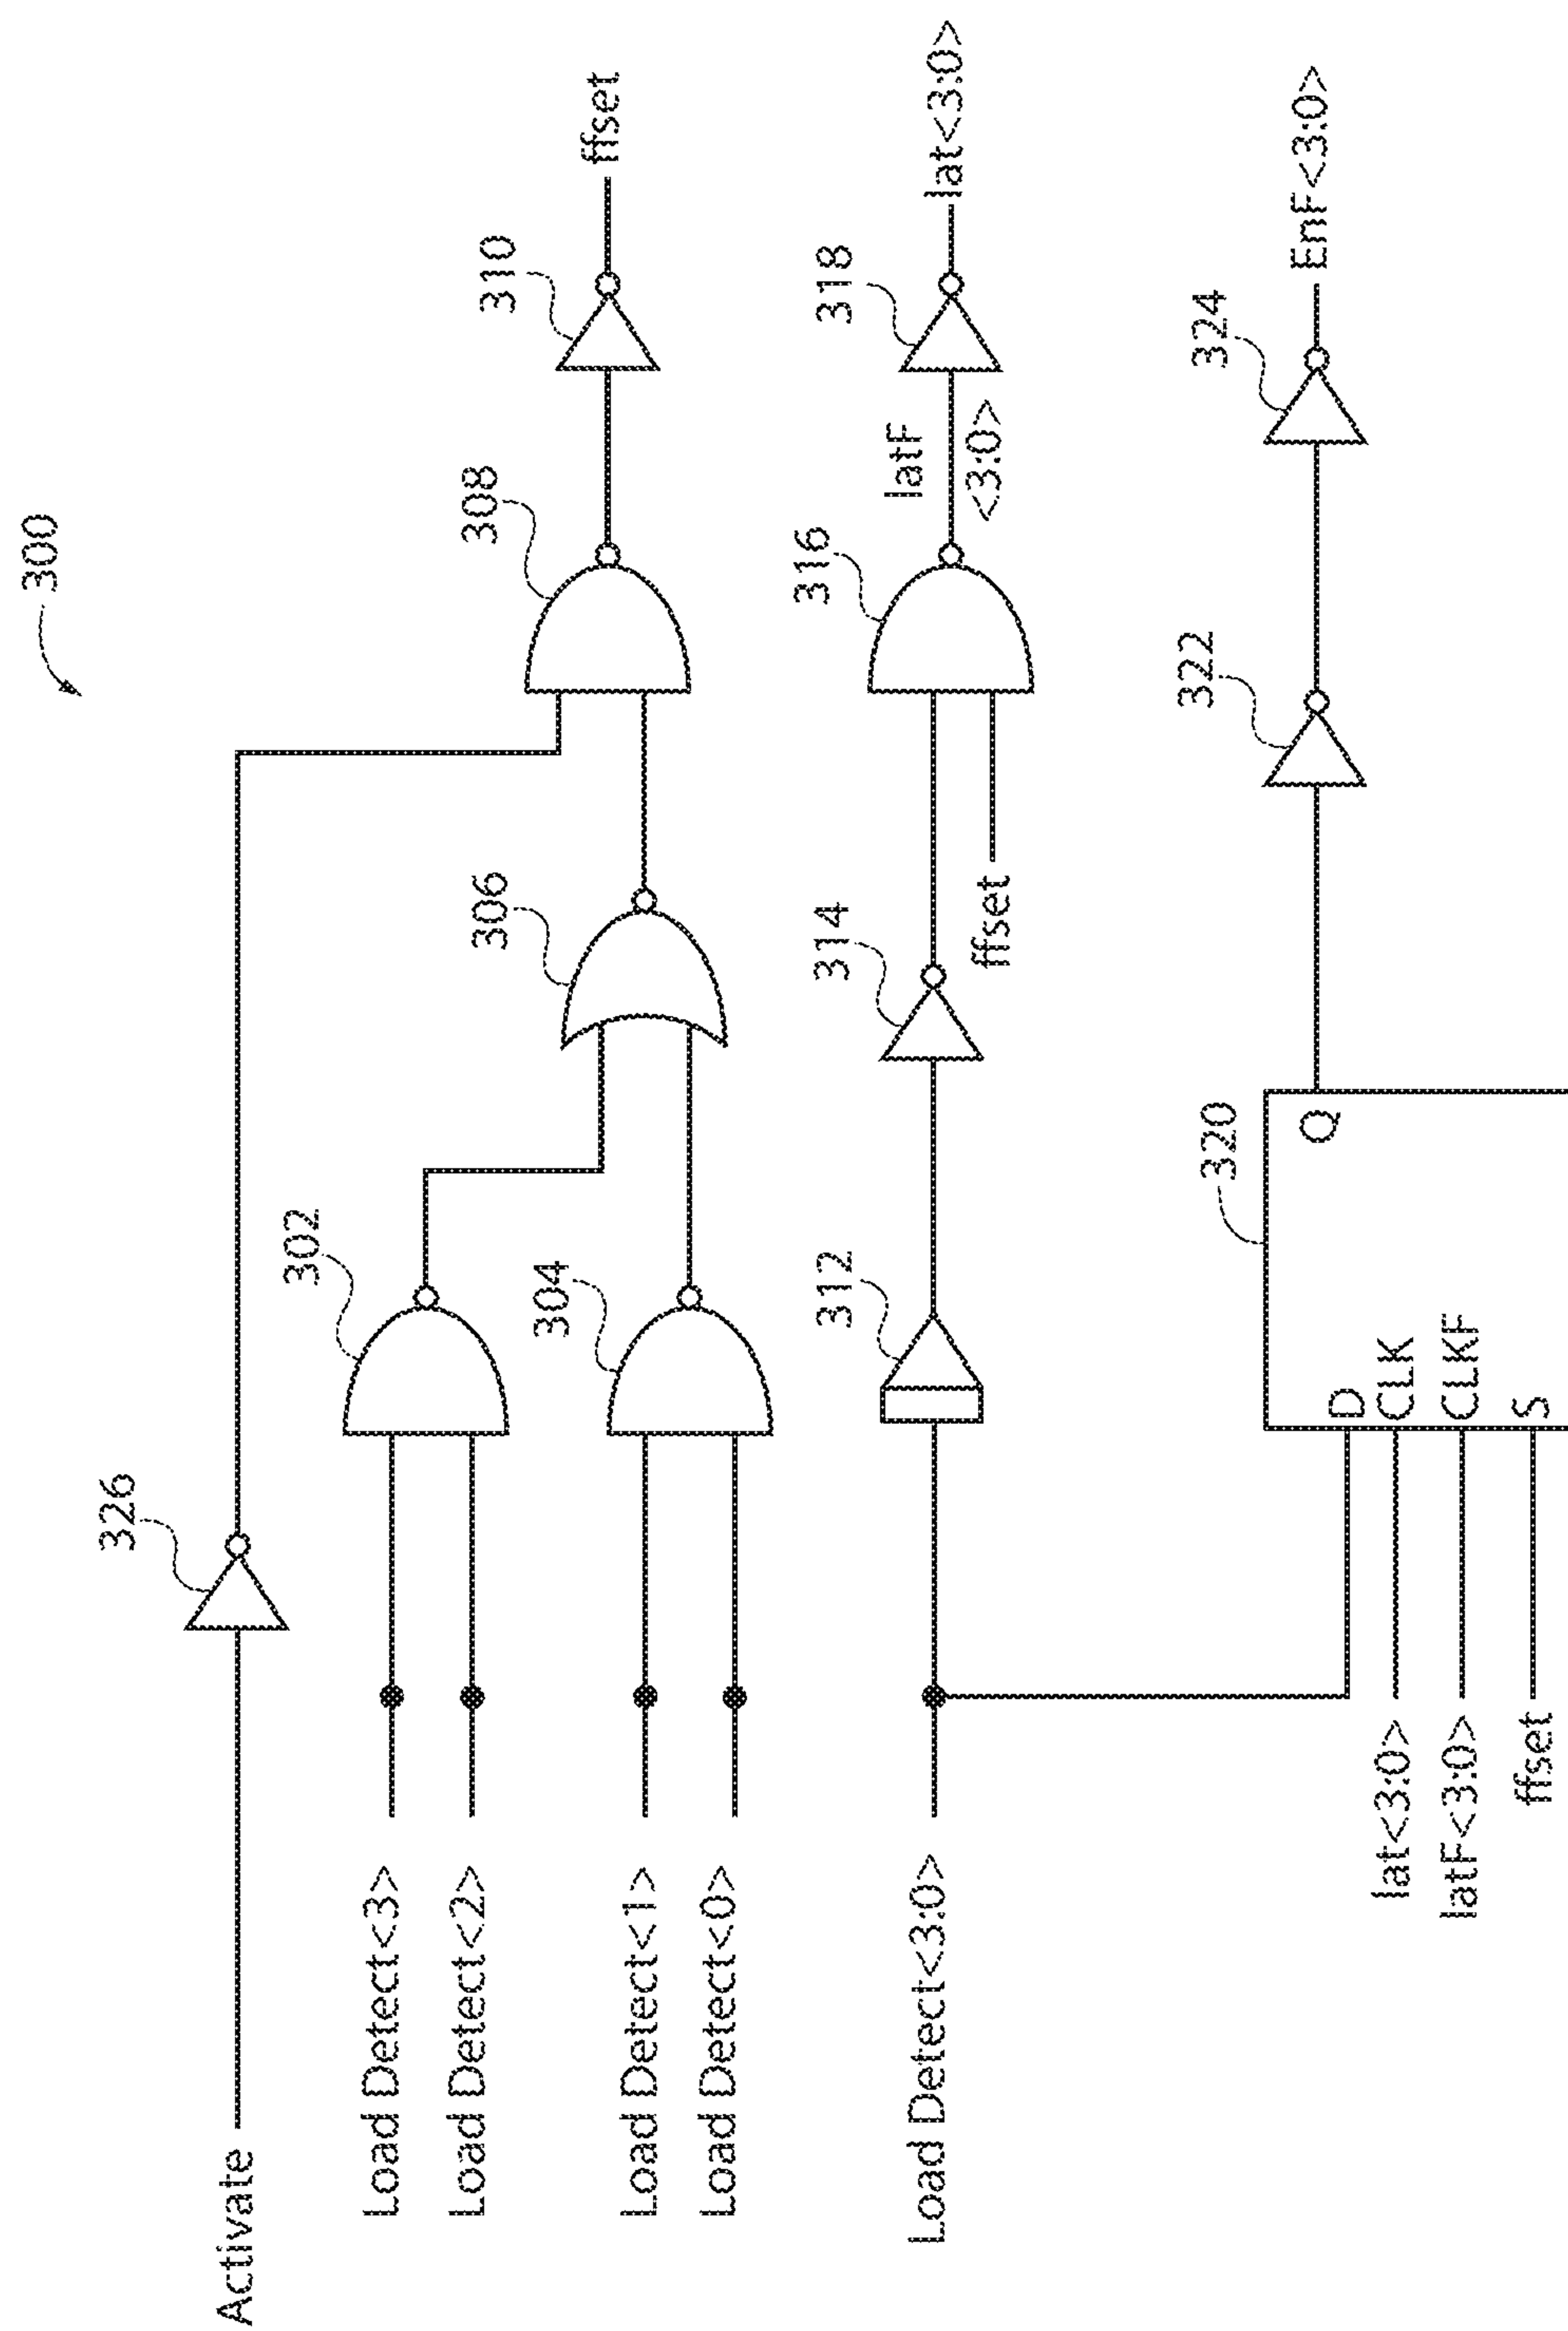 300
Activate
326
Load Detect<3>
Load Detect<2>
302
Load Detect<1>
Load Detect<0>
304
306
308
310
ffset
Load Detect<3:0>
312
314
ffset
316
latF
<3:0>
318
lat<3:0>
320
D
CLK
CLKF
S
Q
lat<3:0>
latF<3:0>
ffset
322
324
EnF<3:0>